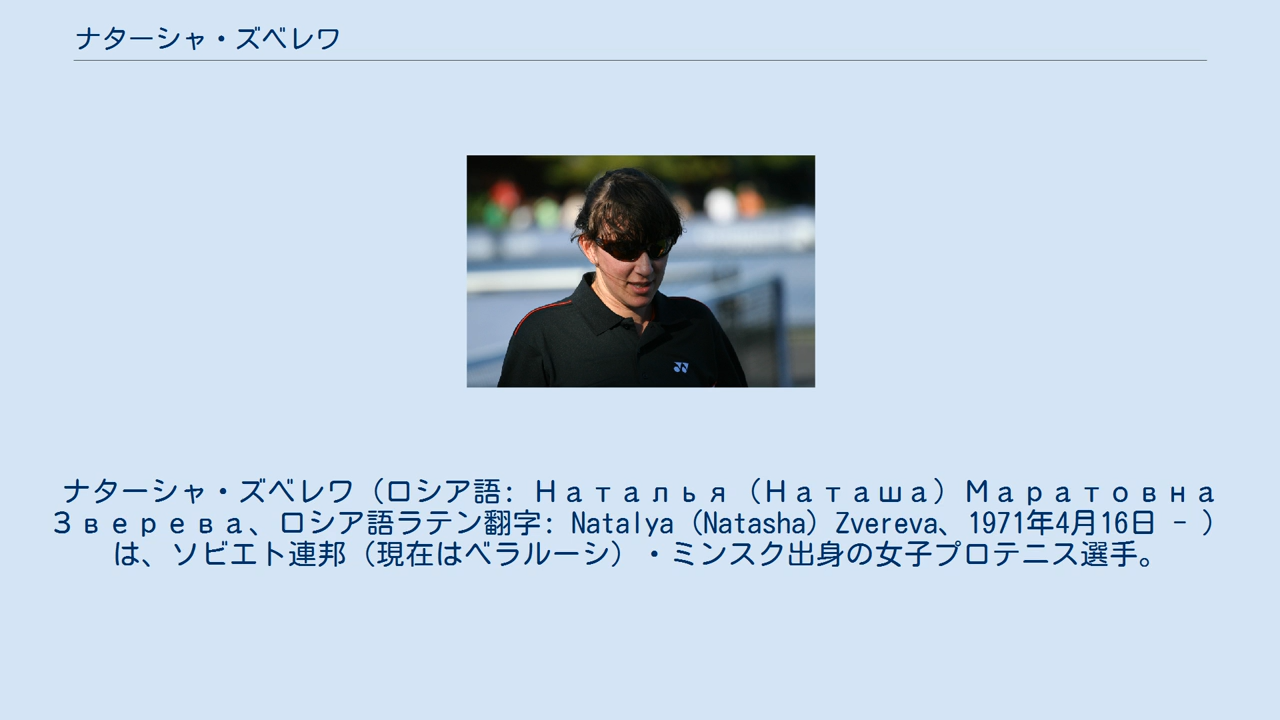 ナターシャ・ズベレワ
ナターシャ・ズベレワ（ロシア語: Наталья（Наташа）Маратовна
Зверева、ロシア語ラテン翻字: Natalya（Natasha）Zvereva、1971年4月16日 - ）
は、ソビエト連邦（現在はベラルーシ）・ミンスク出身の女子プロテニス選手。